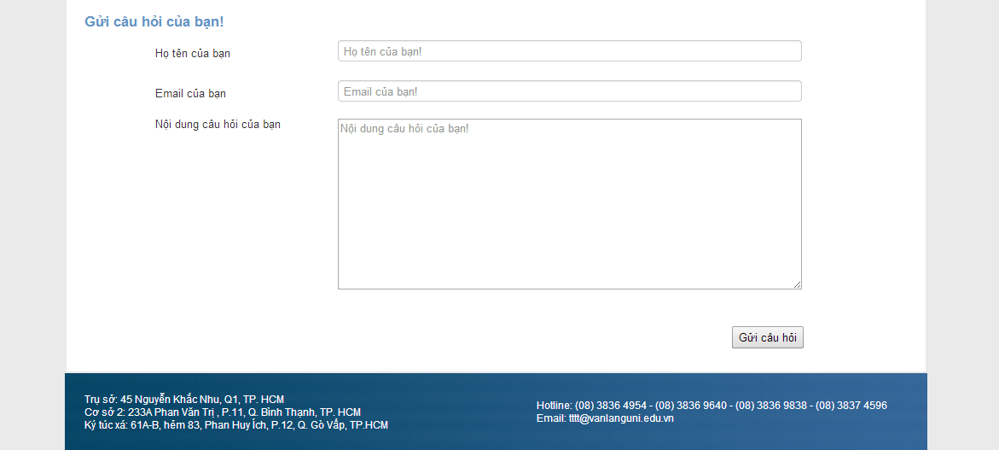 Gửi câu hỏi của bạn!
Họ tên của bạn
Họ tên của bạn!
Email của bạn
Email của bạn!
Nội dung câu hỏi của bạn
Nội dung câu hỏi của bạn!
Gửi câu hỏi
Trụ sở: 45 Nguyễn Khắc Nhu, Q1, TP. HCM
Cơ sở 2: 233A Phan Văn Trị , P.11, Q. Bình Thạnh, TP. HCM
Ký túc xá: 61A-B, hẻm 83, Phan Huy Ích, P.12, Q. Gò Vấp, TP.HCM
Hotline: (08) 3836 4954 - (08) 3836 9640 - (08) 3836 9838 - (08) 3837 4596
Email: tttt@vanlanguni.edu.vn